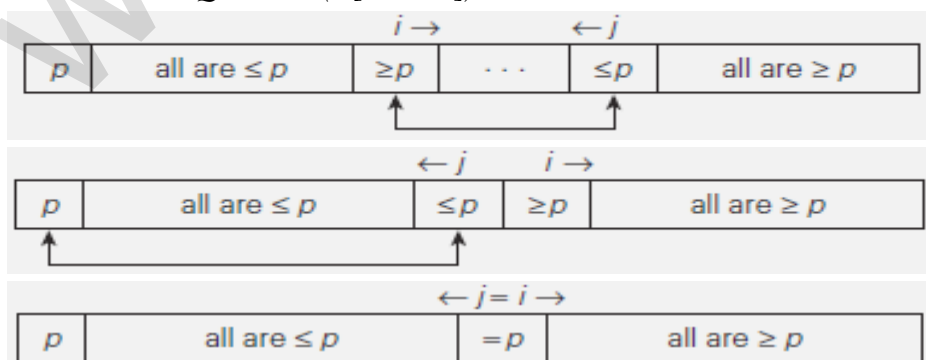 i → ← j
p all are ≤ p ≥p · · · ≤p all are ≥ p
← j i →
p all are ≤ p ≤p ≥p all are ≥ p
← j = i →
p all are ≤ p = p all are ≥ p